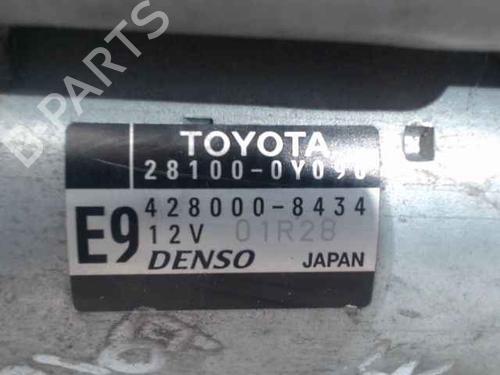 B-PARTS
TOYOTA
28100-0Y090
E9
428000-8434
12V 01R28
DENSO JAPAN